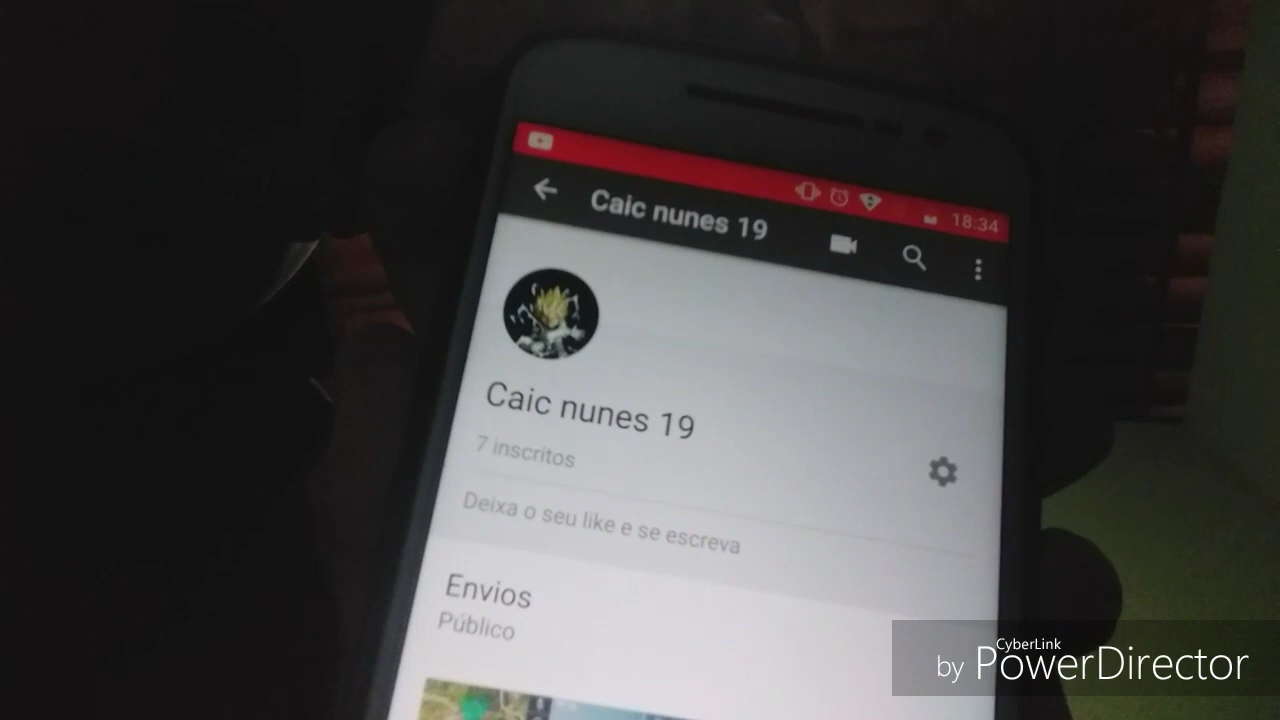 18:34
Caic nunes 19
Caic nunes 19
7 inscritos
Deixa o seu like e se escreva
Envios
Público
CyberLink
by PowerDirector